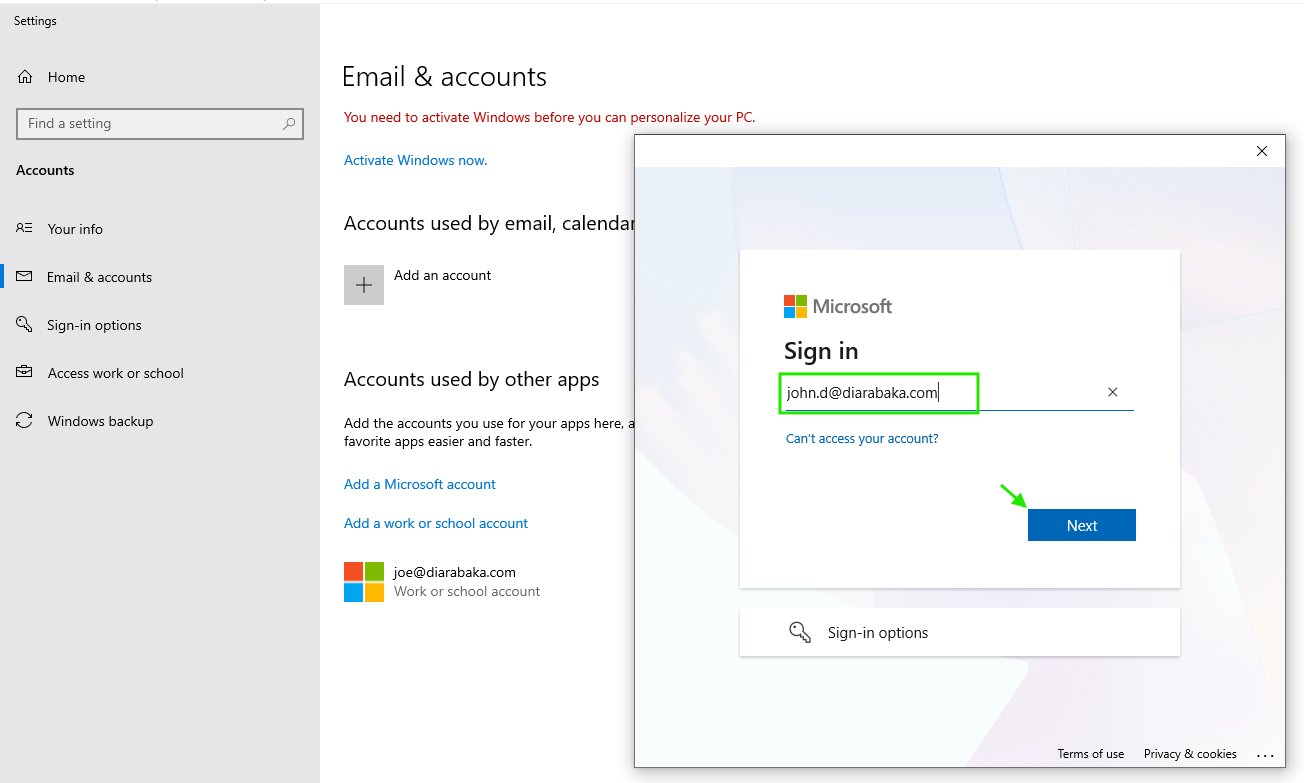 Settings
Home
Find a setting
Accounts
Your info
Email & accounts
Sign-in options
Access work or school
Windows backup
Email & accounts
You need to activate Windows before you can personalize your PC.
Activate Windows now.
Accounts used by email, calendar
Add an account
Accounts used by other apps
Add the accounts you use for your apps here, a
favorite apps easier and faster.
Add a Microsoft account
Add a work or school account
joe@diarabaka.com
Work or school account
Microsoft
Sign in
john.d@diarabaka.com
Can't access your account?
Next
Sign-in options
Terms of use Privacy & cookies ...